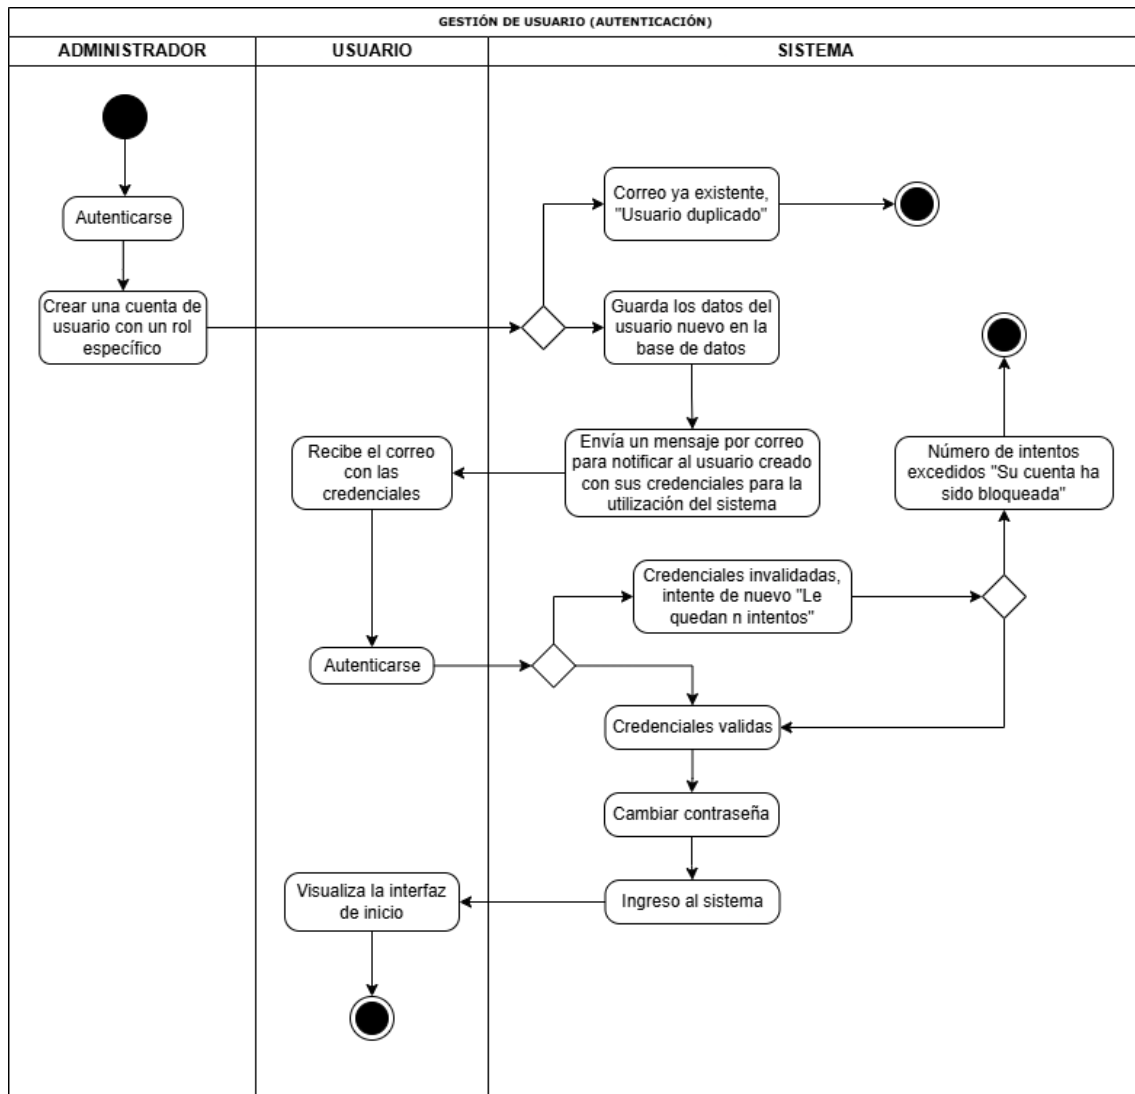 GESTIÓN DE USUARIO (AUTENTICACIÓN)
ADMINISTRADOR
USUARIO
SISTEMA
Correo ya existente,
"Usuario duplicado"
Autenticarse
Crear una cuenta de
usuario con un rol
específico
Guarda los datos del
usuario nuevo en la
base de datos
Recibe el correo
con las
credenciales
Envía un mensaje por correo
para notificar al usuario creado
con sus credenciales para la
utilización del sistema
Número de intentos
excedidos "Su cuenta ha
sido bloqueada"
Credenciales invalidadas,
intente de nuevo "Le
quedan n intentos"
Autenticarse
Credenciales validas
Cambiar contraseña
Visualiza la interfaz
de inicio
Ingreso al sistema